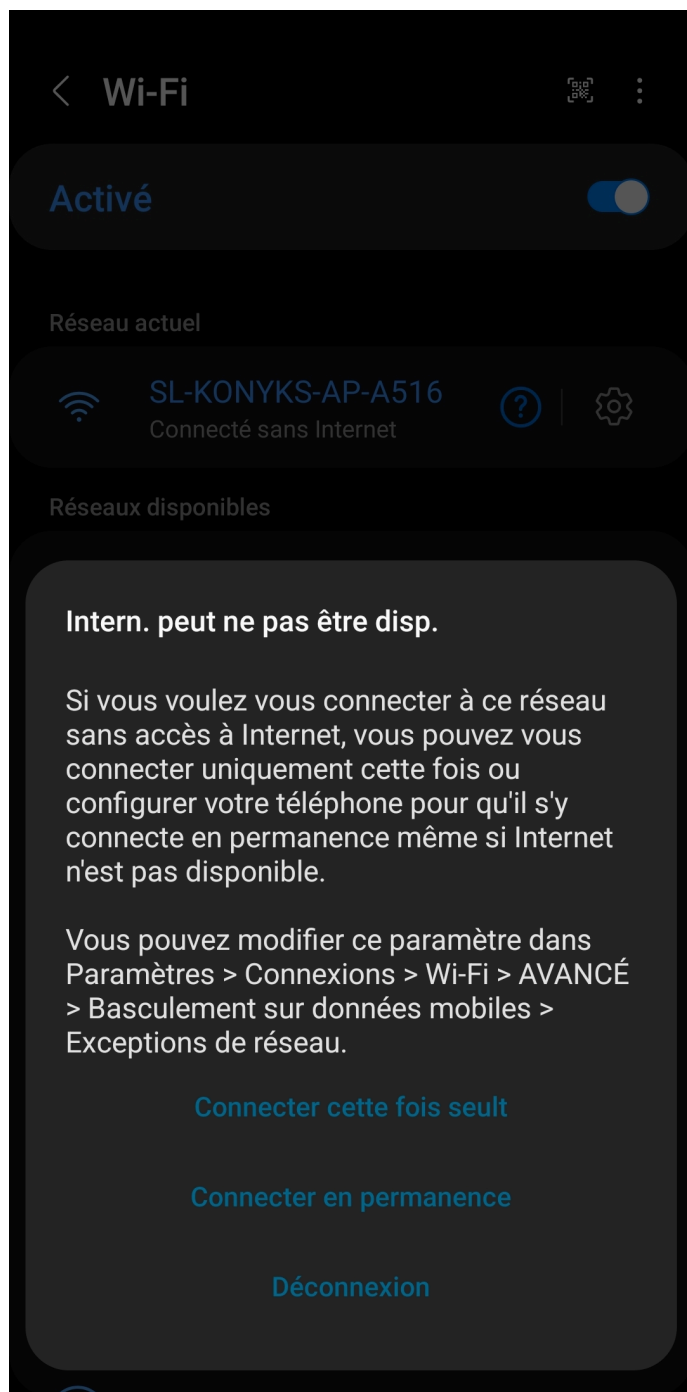 Wi-Fi
Activé
Réseau actuel
SL-KONYKS-AP-A516
Connecté sans Internet
Réseaux disponibles
Intern. peut ne pas être disp.
Si vous voulez vous connecter à ce réseau
sans accès à Internet, vous pouvez vous
connecter uniquement cette fois ou
configurer votre téléphone pour qu'il s'y
connecte en permanence même si Internet
n'est pas disponible.
Vous pouvez modifier ce paramètre dans
Paramètres > Connexions > Wi-Fi > AVANCÉ
> Basculement sur données mobiles >
Exceptions de réseau.
Connecter cette fois seult
Connecter en permanence
Déconnexion